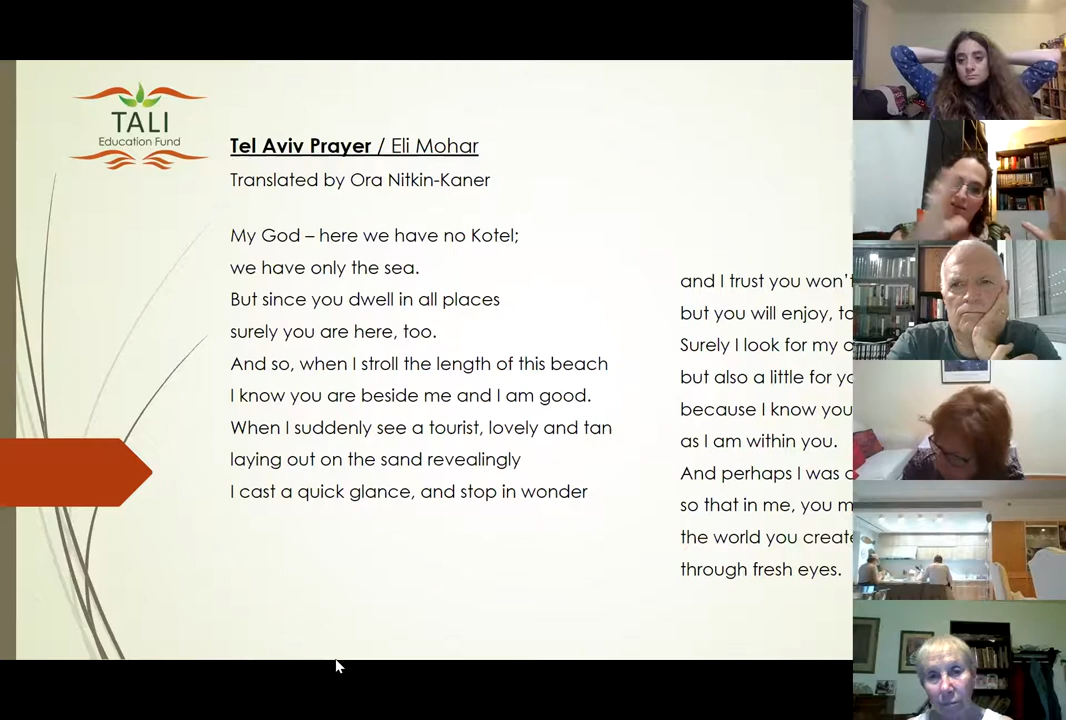 TALI
Education Fund
Tel Aviv Prayer / Eli Mohar
Translated by Ora Nitkin-Kaner
My God – here we have no Kotel;
we have only the sea.
But since you dwell in all places
surely you are here, too.
And so, when I stroll the length of this beach
I know you are beside me and I am good.
When I suddenly see a tourist, lovely and tan
laying out on the sand revealingly
I cast a quick glance, and stop in wonder
and I trust you won't
but you will enjoy,
Surely I look for my
but also a little for
because I know you
as I am within you.
And perhaps I was
so that in me, you
the world you create
through fresh eyes.